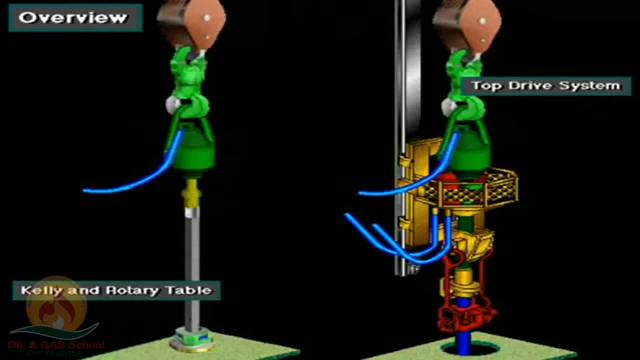 Overview
Top Drive System
Kelly and Rotary Table
OIL & GAS School